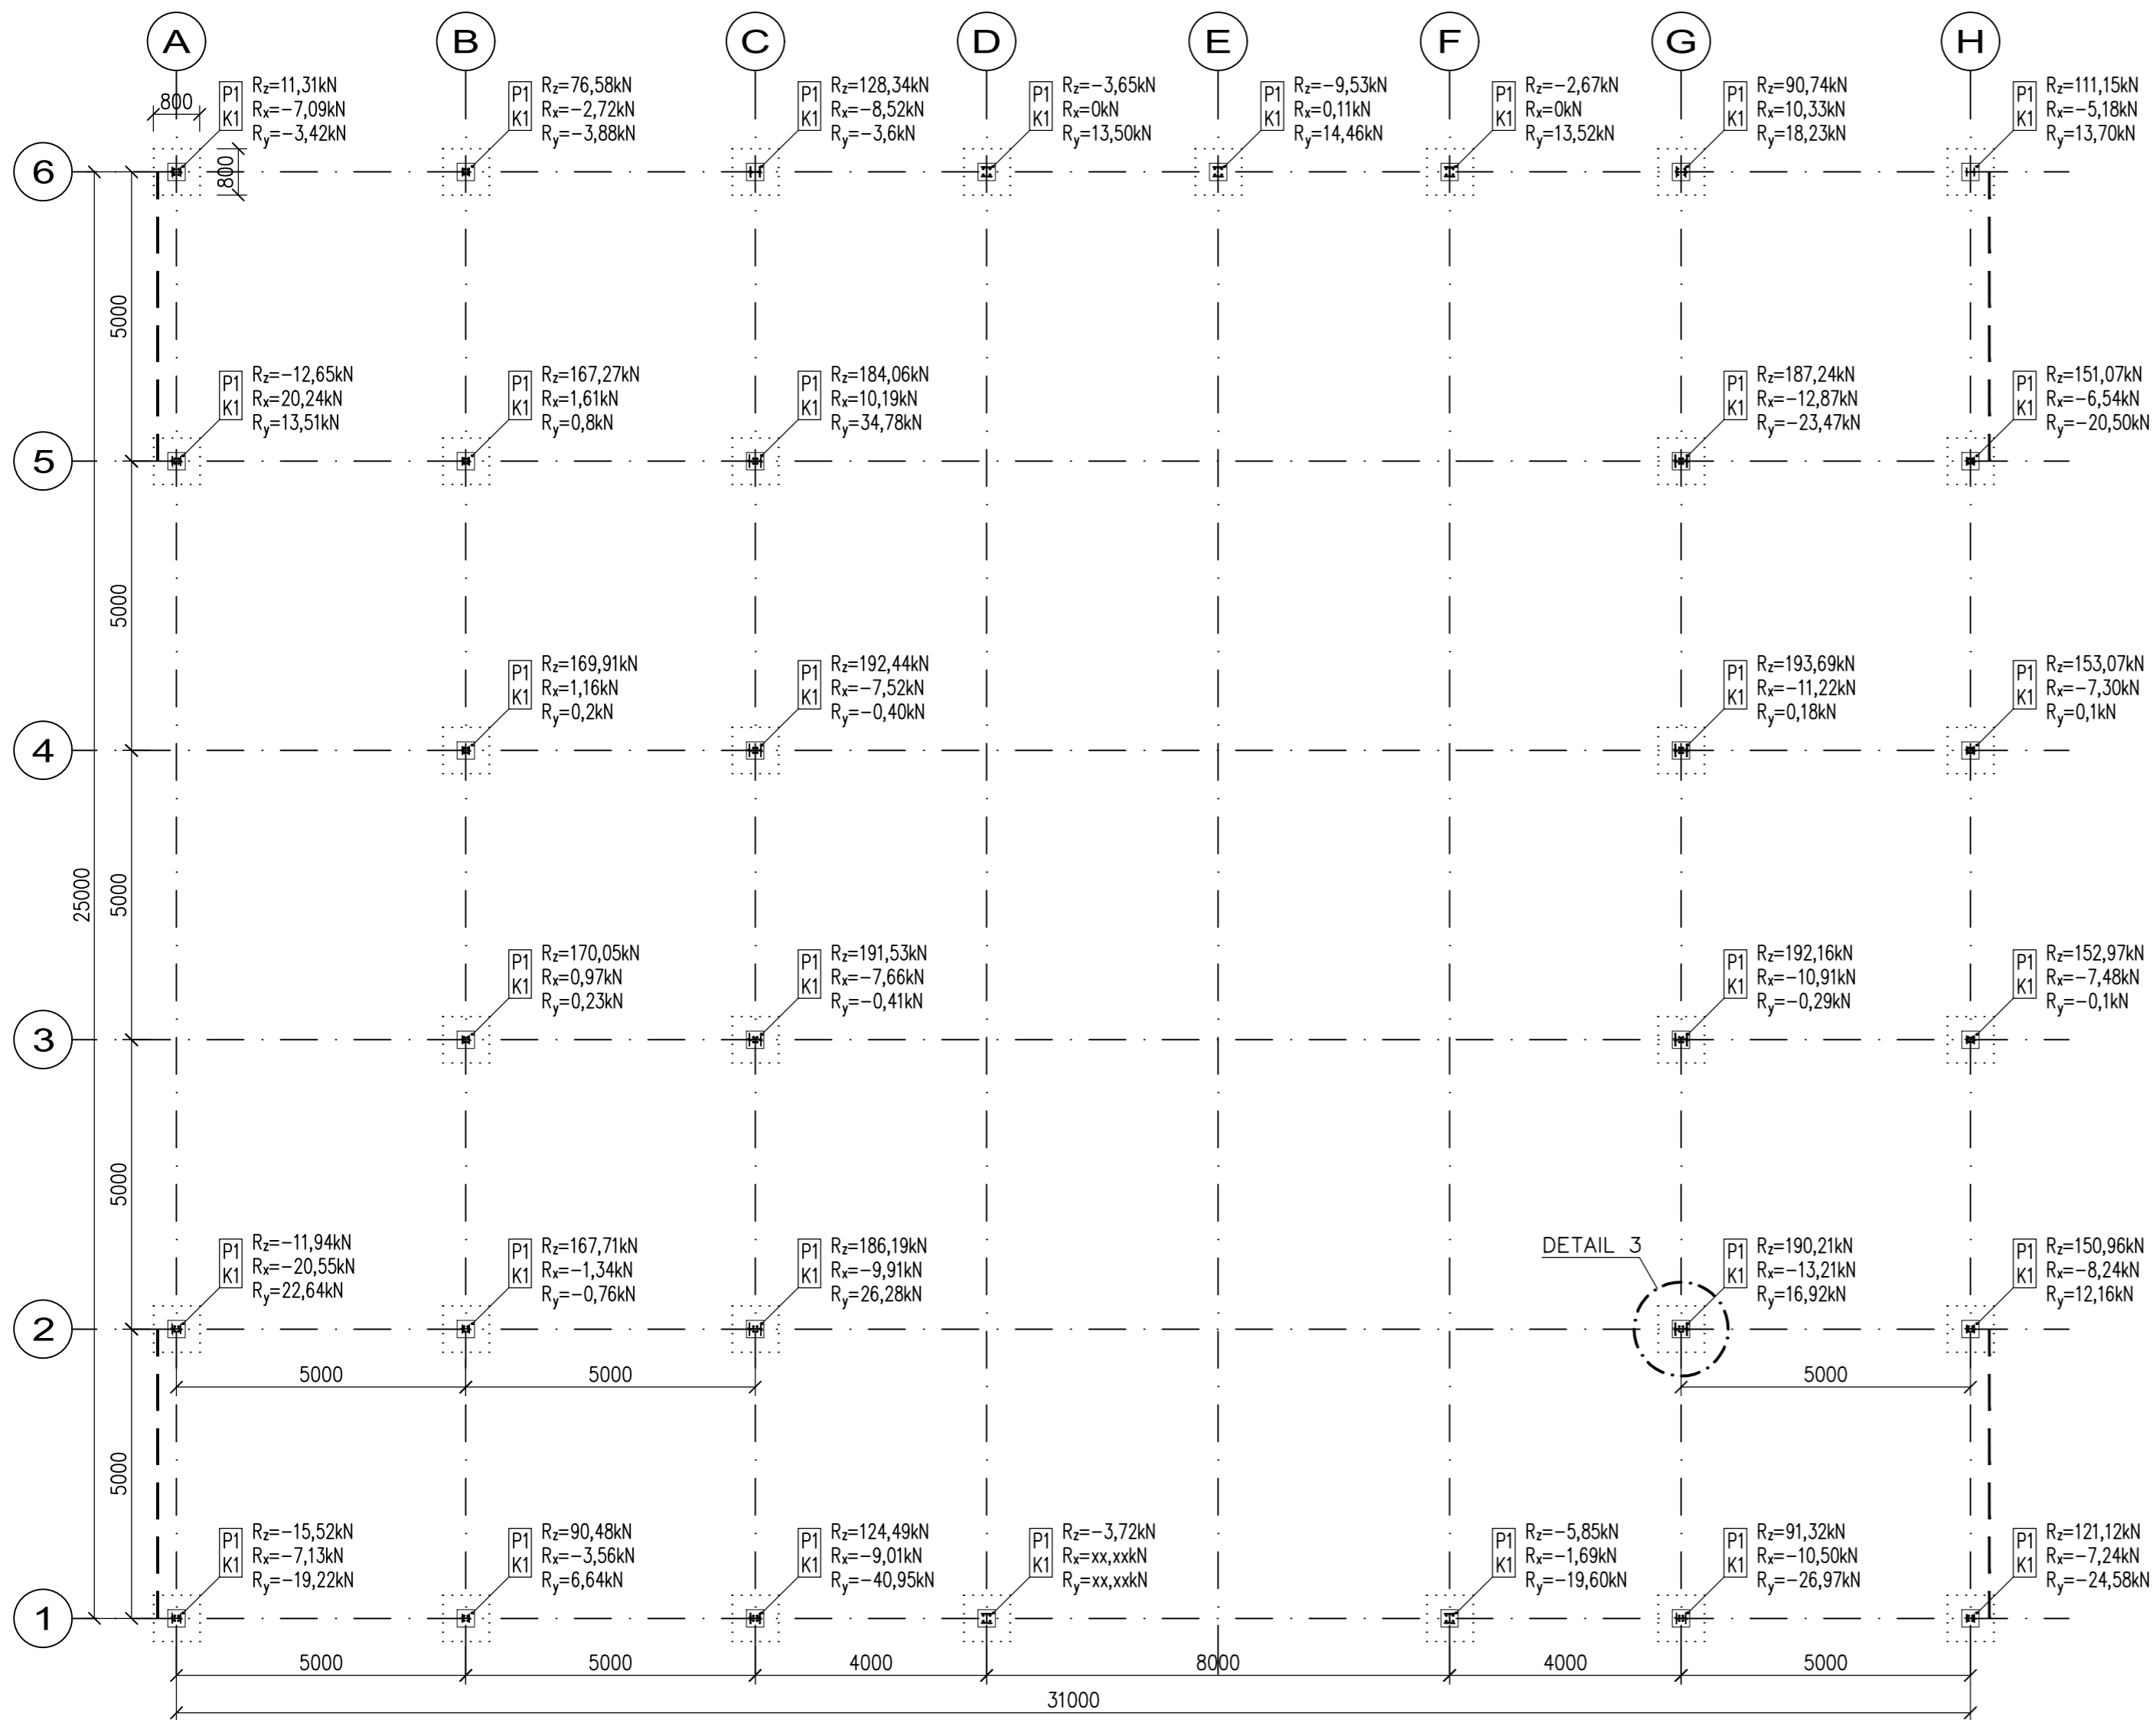 A B C D E F G H
P1 K1 Rz=11,31kN Rx=−7,09kN Ry=−3,42kN
P1 K1 Rz=76,58kN Rx=−2,72kN Ry=−3,88kN
P1 K1 Rz=128,34kN Rx=−8,52kN Ry=−3,6kN
P1 K1 Rz=−3,65kN Rx=0kN Ry=13,50kN
P1 K1 Rz=−9,53kN Rx=0,11kN Ry=14,46kN
P1 K1 Rz=−2,67kN Rx=0kN Ry=13,52kN
P1 K1 Rz=90,74kN Rx=10,33kN Ry=18,23kN
P1 K1 Rz=111,15kN Rx=−5,18kN Ry=13,70kN
800
800
6
5000
P1 K1 Rz=−12,65kN Rx=20,24kN Ry=13,51kN
P1 K1 Rz=167,27kN Rx=1,61kN Ry=0,8kN
P1 K1 Rz=184,06kN Rx=10,19kN Ry=34,78kN
P1 K1 Rz=187,24kN Rx=−12,87kN Ry=−23,47kN
P1 K1 Rz=151,07kN Rx=−6,54kN Ry=−20,50kN
5
5000
P1 K1 Rz=169,91kN Rx=1,16kN Ry=0,2kN
P1 K1 Rz=192,44kN Rx=−7,52kN Ry=−0,40kN
P1 K1 Rz=193,69kN Rx=−11,22kN Ry=0,18kN
P1 K1 Rz=153,07kN Rx=−7,30kN Ry=0,1kN
4
25000
5000
P1 K1 Rz=170,05kN Rx=0,97kN Ry=0,23kN
P1 K1 Rz=191,53kN Rx=−7,66kN Ry=−0,41kN
P1 K1 Rz=192,16kN Rx=−10,91kN Ry=−0,29kN
P1 K1 Rz=152,97kN Rx=−7,48kN Ry=−0,1kN
3
5000
P1 K1 Rz=−11,94kN Rx=−20,55kN Ry=22,64kN
P1 K1 Rz=167,71kN Rx=−1,34kN Ry=−0,76kN
P1 K1 Rz=186,19kN Rx=−9,91kN Ry=26,28kN
DETAIL 3
P1 K1 Rz=190,21kN Rx=−13,21kN Ry=16,92kN
P1 K1 Rz=150,96kN Rx=−8,24kN Ry=12,16kN
2
5000 5000 5000
5000
P1 K1 Rz=−15,52kN Rx=−7,13kN Ry=−19,22kN
P1 K1 Rz=90,48kN Rx=−3,56kN Ry=6,64kN
P1 K1 Rz=124,49kN Rx=−9,01kN Ry=−40,95kN
P1 K1 Rz=−3,72kN Rx=xx,xxkN Ry=xx,xxkN
P1 K1 Rz=−5,85kN Rx=−1,69kN Ry=−19,60kN
P1 K1 Rz=91,32kN Rx=−10,50kN Ry=−26,97kN
P1 K1 Rz=121,12kN Rx=−7,24kN Ry=−24,58kN
1
5000 5000 4000 8000 4000 5000
31000